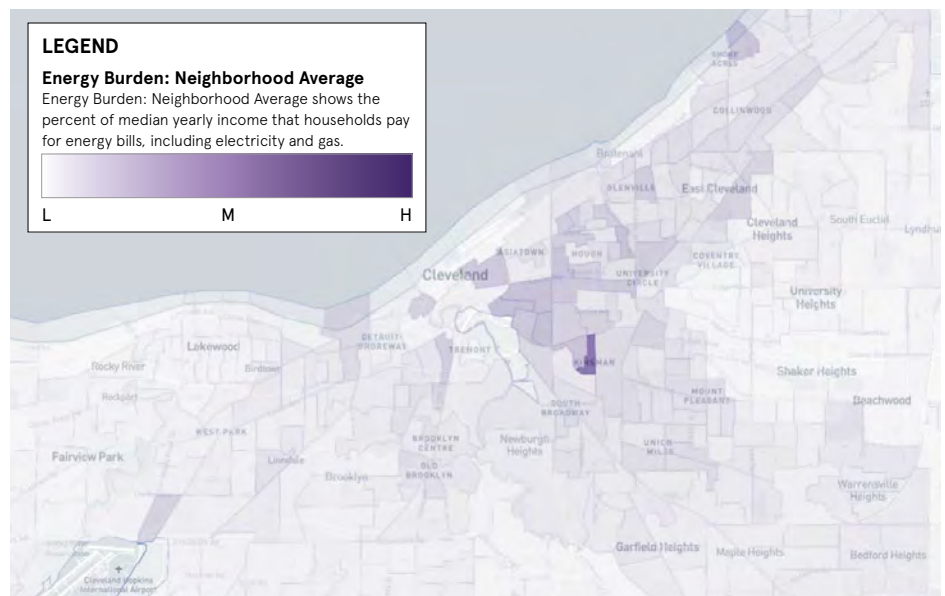 LEGEND
Energy Burden: Neighborhood Average
Energy Burden: Neighborhood Average shows the
percent of median yearly income that households pay
for energy bills, including electricity and gas.
L M H
SHORE
ACRES
COLLINWOOD
Bratenahl
GLENVILLE
East Cleveland
Cleveland
Heights
South Euclid
ASIATOWN
HOUGH
COVENTRY
VILLAGE
Cleveland
UNIVERSITY
CIRCLE
University
Heights
DETROIT-
SHOREWAY
TREMONT
KINSMAN
Lakewood
Rocky River
Birdtown
Shaker Heights
Rockport
MOUNT
PLEASANT
Beachwood
SOUTH
BROADWAY
WEST PARK
BROOKLYN
CENTRE
Newburgh
Heights
UNION
MILES
Fairview Park
Linndale
OLD
BROOKLYN
Brooklyn
Warrensville
Heights
Garfield Heights
Maple Heights
Bedford Heights
Cleveland Hopkins
International Airport